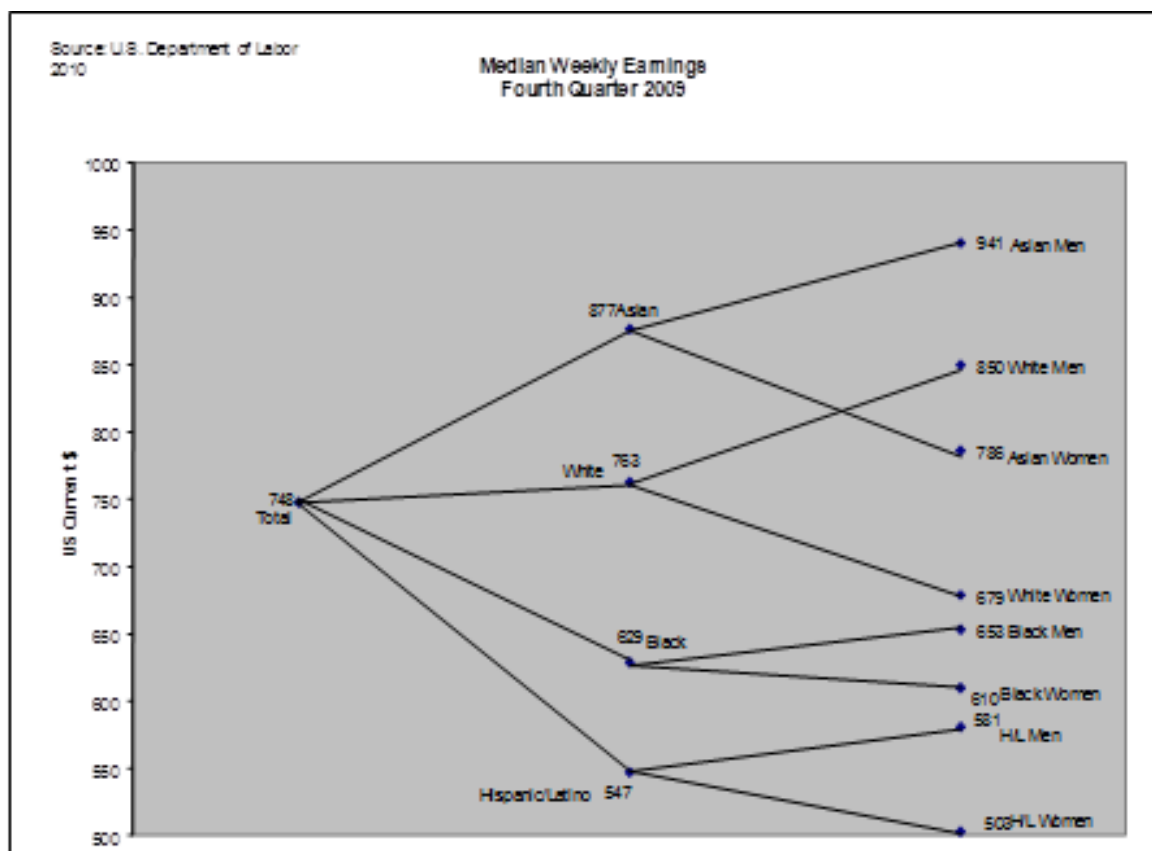 Source: U.S. Department of Labor
2010
Median Weekly Earnings
Fourth Quarter 2009
US Current $
1000
950
900
850
800
750
700
650
600
550
500
748
Total
877 Asian
White 763
629 Black
Hispanic/Latino 547
941 Asian Men
850 White Men
786 Asian Women
679 White Women
653 Black Men
610 Black Women
581
H/L Men
503 H/L Women